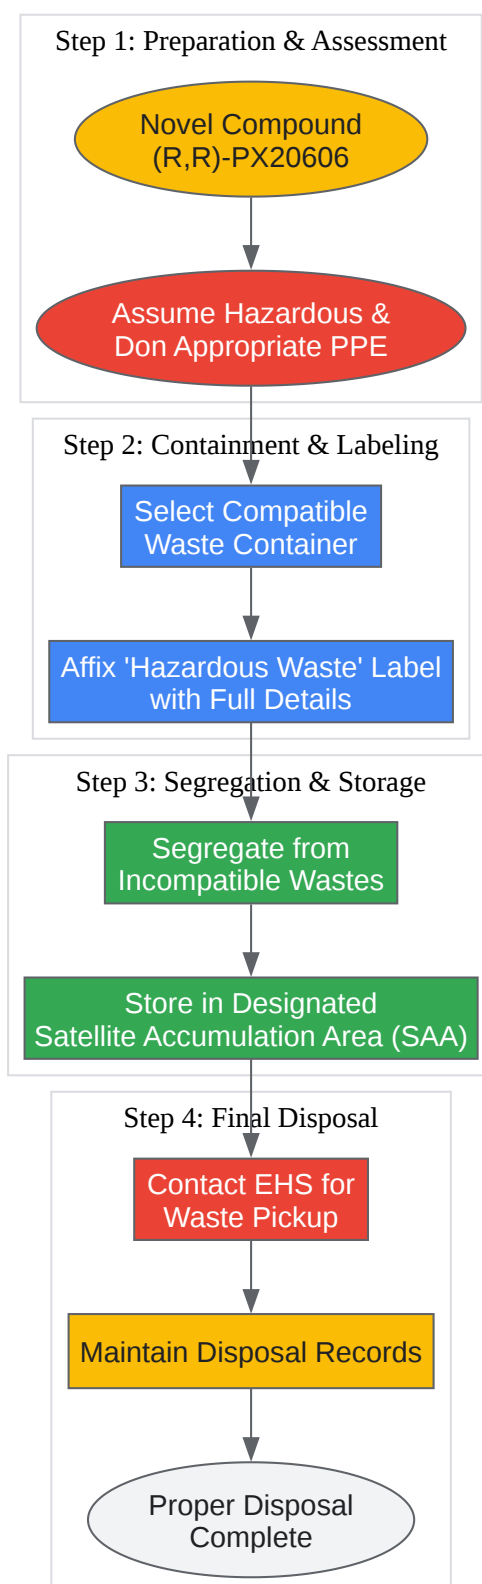 Step 1: Preparation & Assessment
Novel Compound
(R,R)-PX20606
Assume Hazardous &
Don Appropriate PPE
Step 2: Containment & Labeling
Select Compatible
Waste Container
Affix 'Hazardous Waste' Label
with Full Details
Step 3: Segregation & Storage
Segregate from
Incompatible Wastes
Store in Designated
Satellite Accumulation Area (SAA)
Step 4: Final Disposal
Contact EHS for
Waste Pickup
Maintain Disposal Records
Proper Disposal
Complete